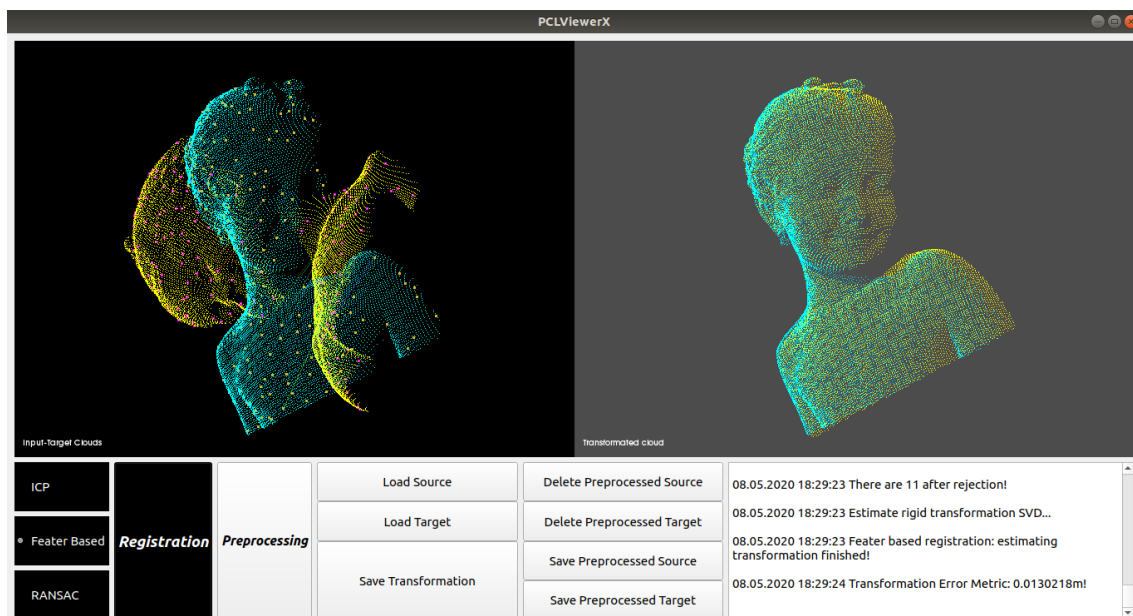 PCLViewerX
Input-Target Clouds
Transformated cloud
ICP
Feater Based
RANSAC
Registration
Preprocessing
Load Source
Load Target
Save Transformation
Delete Preprocessed Source
Delete Preprocessed Target
Save Preprocessed Source
Save Preprocessed Target
08.05.2020 18:29:23 There are 11 after rejection!
08.05.2020 18:29:23 Estimate rigid transformation SVD...
08.05.2020 18:29:23 Feater based registration: estimating
transformation finished!
08.05.2020 18:29:24 Transformation Error Metric: 0.0130218m!